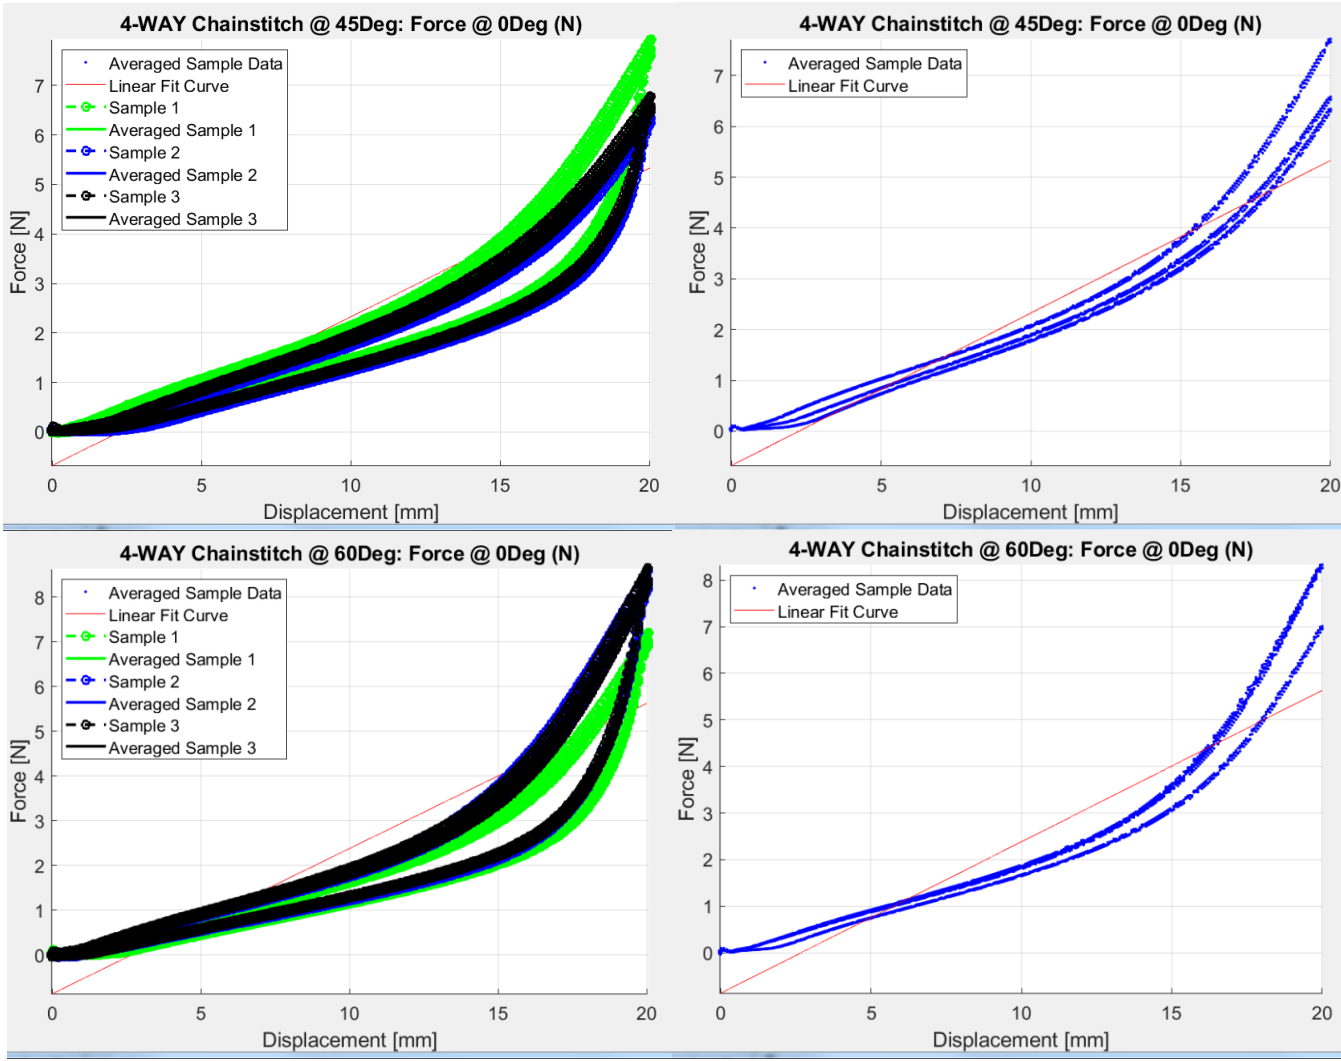 4-WAY Chainstitch @ 45Deg: Force @ 0Deg (N)
Averaged Sample Data
Linear Fit Curve
Sample 1
Averaged Sample 1
Sample 2
Averaged Sample 2
Sample 3
Averaged Sample 3
7
6
5
4
3
2
1
0
Force [N]
0 5 10 15 20
Displacement [mm]
4-WAY Chainstitch @ 45Deg: Force @ 0Deg (N)
Averaged Sample Data
Linear Fit Curve
7
6
5
4
3
2
1
0
Force [N]
0 5 10 15 20
Displacement [mm]
4-WAY Chainstitch @ 60Deg: Force @ 0Deg (N)
Averaged Sample Data
Linear Fit Curve
Sample 1
Averaged Sample 1
Sample 2
Averaged Sample 2
Sample 3
Averaged Sample 3
8
7
6
5
4
3
2
1
0
Force [N]
0 5 10 15 20
Displacement [mm]
4-WAY Chainstitch @ 60Deg: Force @ 0Deg (N)
Averaged Sample Data
Linear Fit Curve
8
7
6
5
4
3
2
1
0
Force [N]
0 5 10 15 20
Displacement [mm]